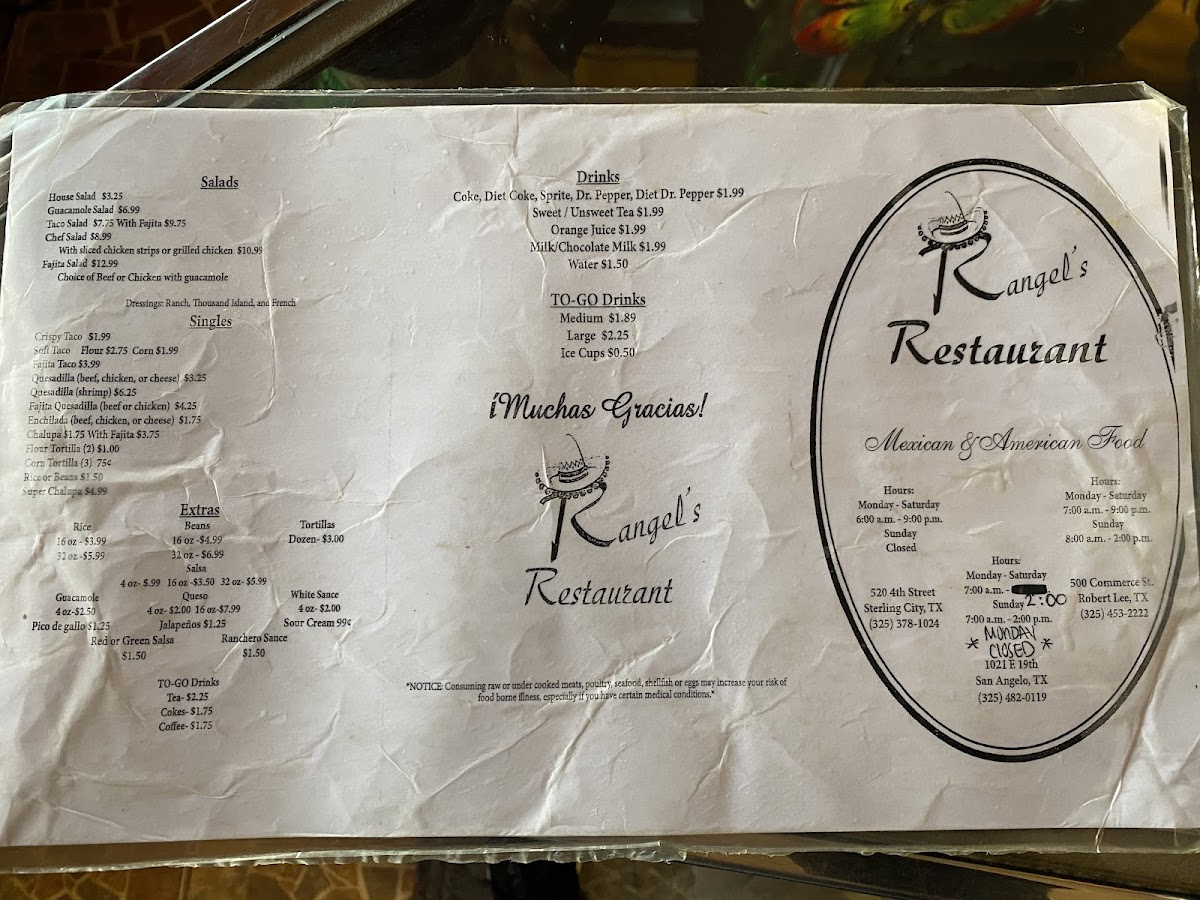 Salads
House Salad $3.25
Guacamole Salad $6.99
Taco Salad $7.75 With Fajita $9.75
Chef Salad $8.99
With sliced chicken strips or grilled chicken $10.99
Fajita Salad $12.99
Choice of Beef or Chicken with guacamole
Dressings: Ranch, Thousand Island, and French
Singles
Crispy Taco $1.99
Soft Taco Flour $2.75 Corn $1.99
Fajita Taco $3.99
Quesadilla (beef, chicken, or cheese) $3.25
Quesadilla (shrimp) $6.25
Fajita Quesadilla (beef or chicken) $4.25
Enchilada (beef, chicken, or cheese) $1.75
Chalupa $1.75 With Fajita $3.75
Flour Tortilla (2) $1.00
Corn Tortilla (3) 75¢
Rice or Beans $1.50
Super Chalupa $4.99
Extras
Rice
16 oz - $3.99
32 oz -$5.99
Beans
16 oz -$4.99
32 oz - $6.99
Tortillas
Dozen- $3.00
Salsa
4 oz- $.99 16 oz -$3.50 32 oz- $5.99
Guacamole
4 oz-$2.50
Pico de gallo $1.25
Queso
4 oz- $2.00 16 oz-$7.99
Jalapeños $1.25
White Sauce
4 oz- $2.00
Sour Cream 99¢
Red or Green Salsa
$1.50
Ranchero Sauce
$1.50
TO-GO Drinks
Tea- $2.25
Cokes- $1.75
Coffee- $1.75
Drinks
Coke, Diet Coke, Sprite, Dr. Pepper, Diet Dr. Pepper $1.99
Sweet / Unsweet Tea $1.99
Orange Juice $1.99
Milk/Chocolate Milk $1.99
Water $1.50
TO-GO Drinks
Medium $1.89
Large $2.25
Ice Cups $0.50
¡Muchas Gracias!
Rangel's
Restaurant
*NOTICE: Consuming raw or under cooked meats, poultry, seafood, shellfish or eggs may increase your risk of
food borne illness, especially if you have certain medical conditions.*
Rangel's
Restaurant
Mexican & American Food
Hours:
Monday - Saturday
6:00 a.m. - 9:00 p.m.
Sunday
Closed
520 4th Street
Sterling City, TX
(325) 378-1024
Hours:
Monday - Saturday
7:00 a.m. - 9:00 p.m.
Sunday
8:00 a.m. - 2:00 p.m.
500 Commerce St.
Robert Lee, TX
(325) 453-2222
Hours:
Monday - Saturday
7:00 a.m. -
2:00
Sunday
7:00 a.m. - 2:00 p.m.
* MONDAY
CLOSED *
1021 E 19th
San Angelo, TX
(325) 482-0119